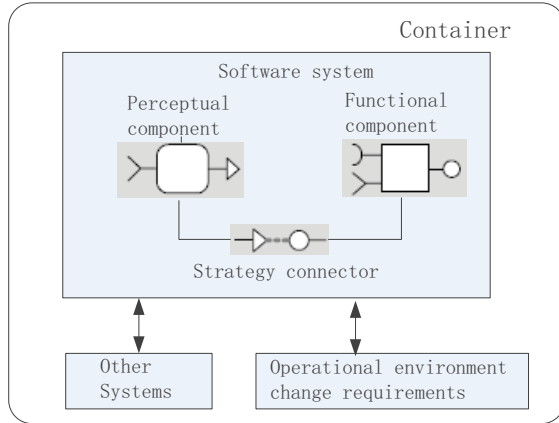 Container
Software system
Perceptual
component
Functional
component
Strategy connector
Other
Systems
Operational environment
change requirements